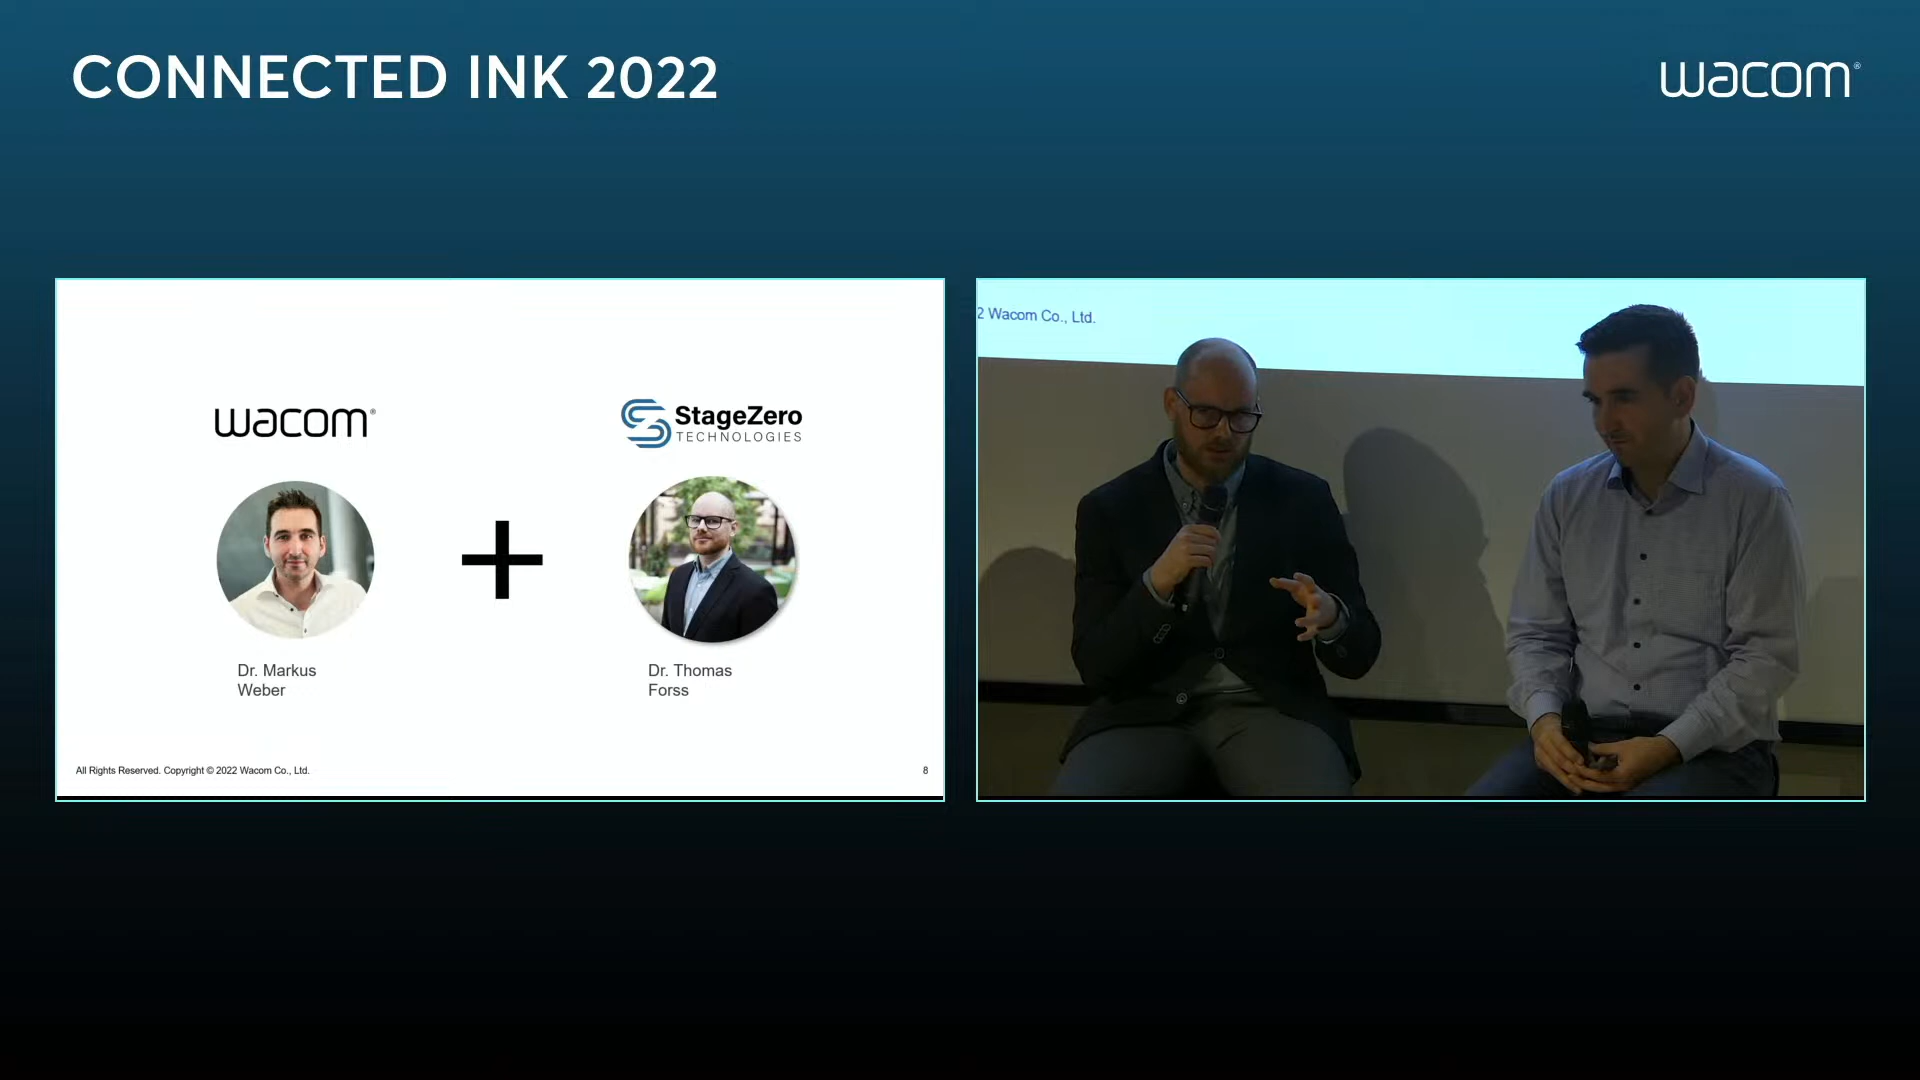 CONNECTED INK 2022
wacom®
wacom®
StageZero
TECHNOLOGIES
Dr. Markus
Weber
Dr. Thomas
Forss
All Rights Reserved. Copyright © 2022 Wacom Co., Ltd.
8
2 Wacom Co., Ltd.